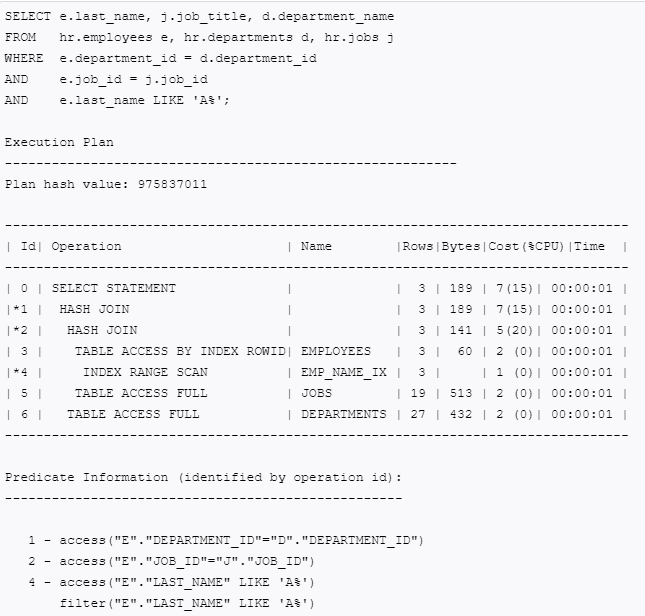 SELECT e.last_name, j.job_title, d.department_name
FROM   hr.employees e, hr.departments d, hr.jobs j
WHERE  e.department_id = d.department_id
AND    e.job_id = j.job_id
AND    e.last_name LIKE 'A%';

Execution Plan
----------------------------------------------------------
Plan hash value: 975837011

--------------------------------------------------------------------------------
| Id| Operation                     | Name        |Rows|Bytes|Cost(%CPU)|Time  |
--------------------------------------------------------------------------------
| 0 | SELECT STATEMENT              |             |  3 | 189 | 7(15)| 00:00:01 |
|*1 |  HASH JOIN                    |             |  3 | 189 | 7(15)| 00:00:01 |
|*2 |   HASH JOIN                   |             |  3 | 141 | 5(20)| 00:00:01 |
| 3 |    TABLE ACCESS BY INDEX ROWID| EMPLOYEES   |  3 |  60 | 2 (0)| 00:00:01 |
|*4 |     INDEX RANGE SCAN          | EMP_NAME_IX |  3 |     | 1 (0)| 00:00:01 |
| 5 |    TABLE ACCESS FULL          | JOBS        | 19 | 513 | 2 (0)| 00:00:01 |
| 6 |   TABLE ACCESS FULL           | DEPARTMENTS | 27 | 432 | 2 (0)| 00:00:01 |
--------------------------------------------------------------------------------

Predicate Information (identified by operation id):
---------------------------------------------------

   1 - access("E"."DEPARTMENT_ID"="D"."DEPARTMENT_ID")
   2 - access("E"."JOB_ID"="J"."JOB_ID")
   4 - access("E"."LAST_NAME" LIKE 'A%')
       filter("E"."LAST_NAME" LIKE 'A%')